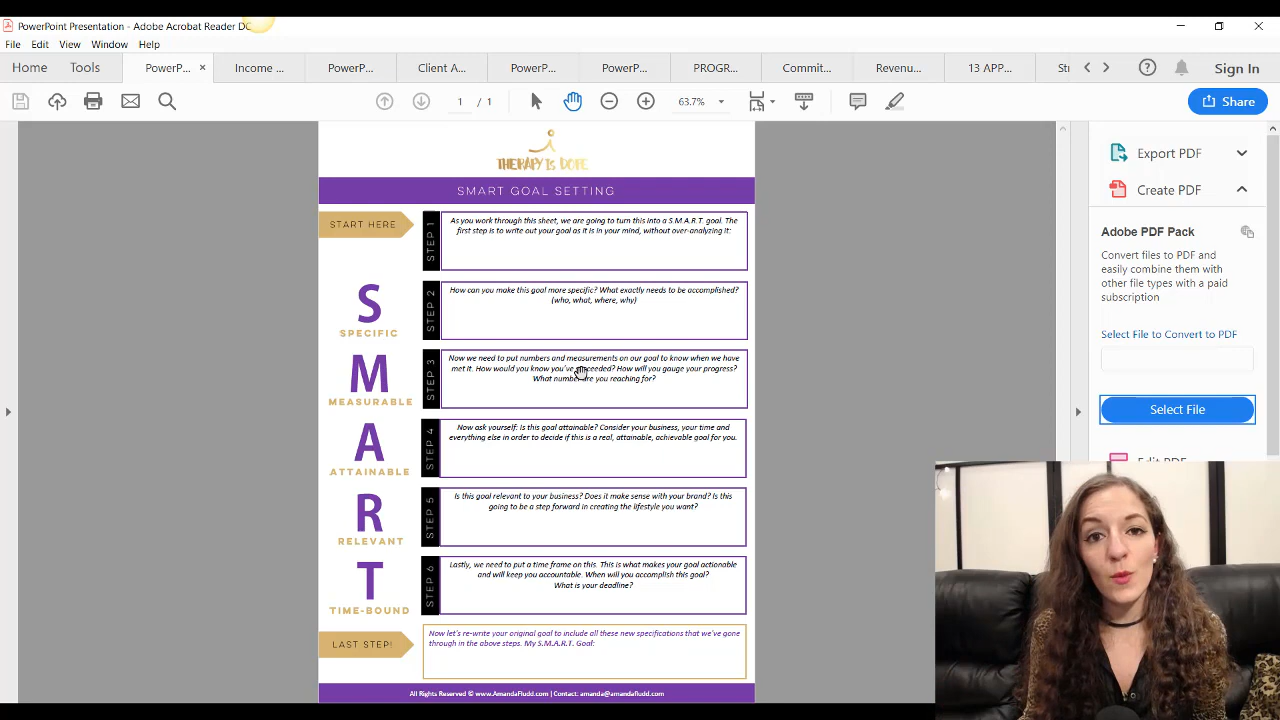 PowerPoint Presentation - Adobe Acrobat Reader DC
File Edit View Window Help
Home Tools PowerP... × Income ... PowerP... Client A... PowerP... PowerP... PROGR... Commit... Revenu... 13 APP... Sign In
1 / 1 63.7% Share
THERAPY IS DOPE
SMART GOAL SETTING
START HERE
STEP 1
As you work through this sheet, we are going to turn this into a S.M.A.R.T. goal. The
first step is to write out your goal as it is in your mind, without over-analyzing it:
S
SPECIFIC
STEP 2
How can you make this goal more specific? What exactly needs to be accomplished?
(who, what, where, why)
M
MEASURABLE
STEP 3
Now we need to put numbers and measurements on our goal to know when we have
met it. How would you know you've succeeded? How will you gauge your progress?
What number are you reaching for?
A
ATTAINABLE
STEP 4
Now ask yourself: Is this goal attainable? Consider your business, your time and
everything else in order to decide if this is a real, attainable, achievable goal for you.
R
RELEVANT
STEP 5
Is this goal relevant to your business? Does it make sense with your brand? Is this
going to be a step forward in creating the lifestyle you want?
T
TIME-BOUND
STEP 6
Lastly, we need to put a time frame on this. This is what makes your goal actionable
and will keep you accountable. When will you accomplish this goal?
What is your deadline?
LAST STEP!
Now let's re-write your original goal to include all these new specifications that we've gone
through in the above steps. My S.M.A.R.T. Goal:
All Rights Reserved © www.AmandaFludd.com | Contact: amanda@amandafludd.com
Export PDF
Create PDF
Adobe PDF Pack
Convert files to PDF and
easily combine them with
other file types with a paid
subscription
Select File to Convert to PDF
Select File
Edit PDF